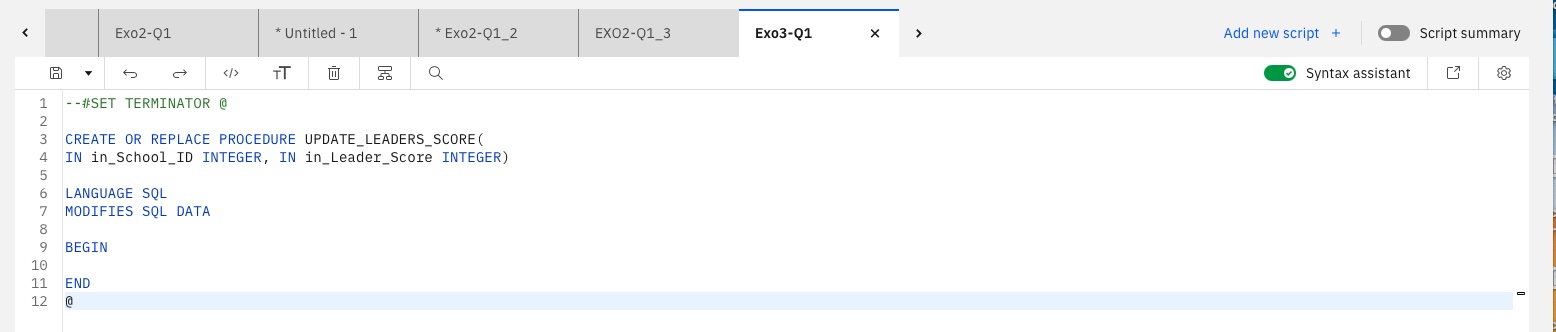 Exo2-Q1
* Untitled - 1
* Exo2-Q1_2
EXO2-Q1_3
Exo3-Q1
Add new script +
Script summary
</> TT
Syntax assistant
1 --#SET TERMINATOR @
2
3 CREATE OR REPLACE PROCEDURE UPDATE_LEADERS_SCORE(
4 IN in_School_ID INTEGER, IN in_Leader_Score INTEGER)
5
6 LANGUAGE SQL
7 MODIFIES SQL DATA
8
9 BEGIN
10
11 END
12 @